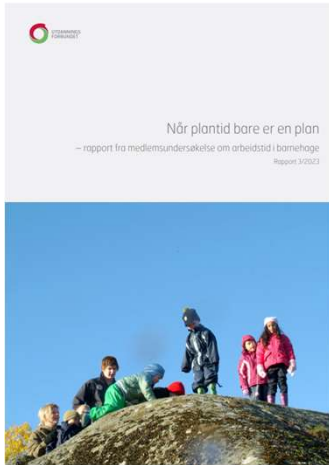 UTDANNINGS
FORBUNDET
Når plantid bare er en plan
– rapport fra medlemsundersøkelse om arbeidstid i barnehage
Rapport 3/2023